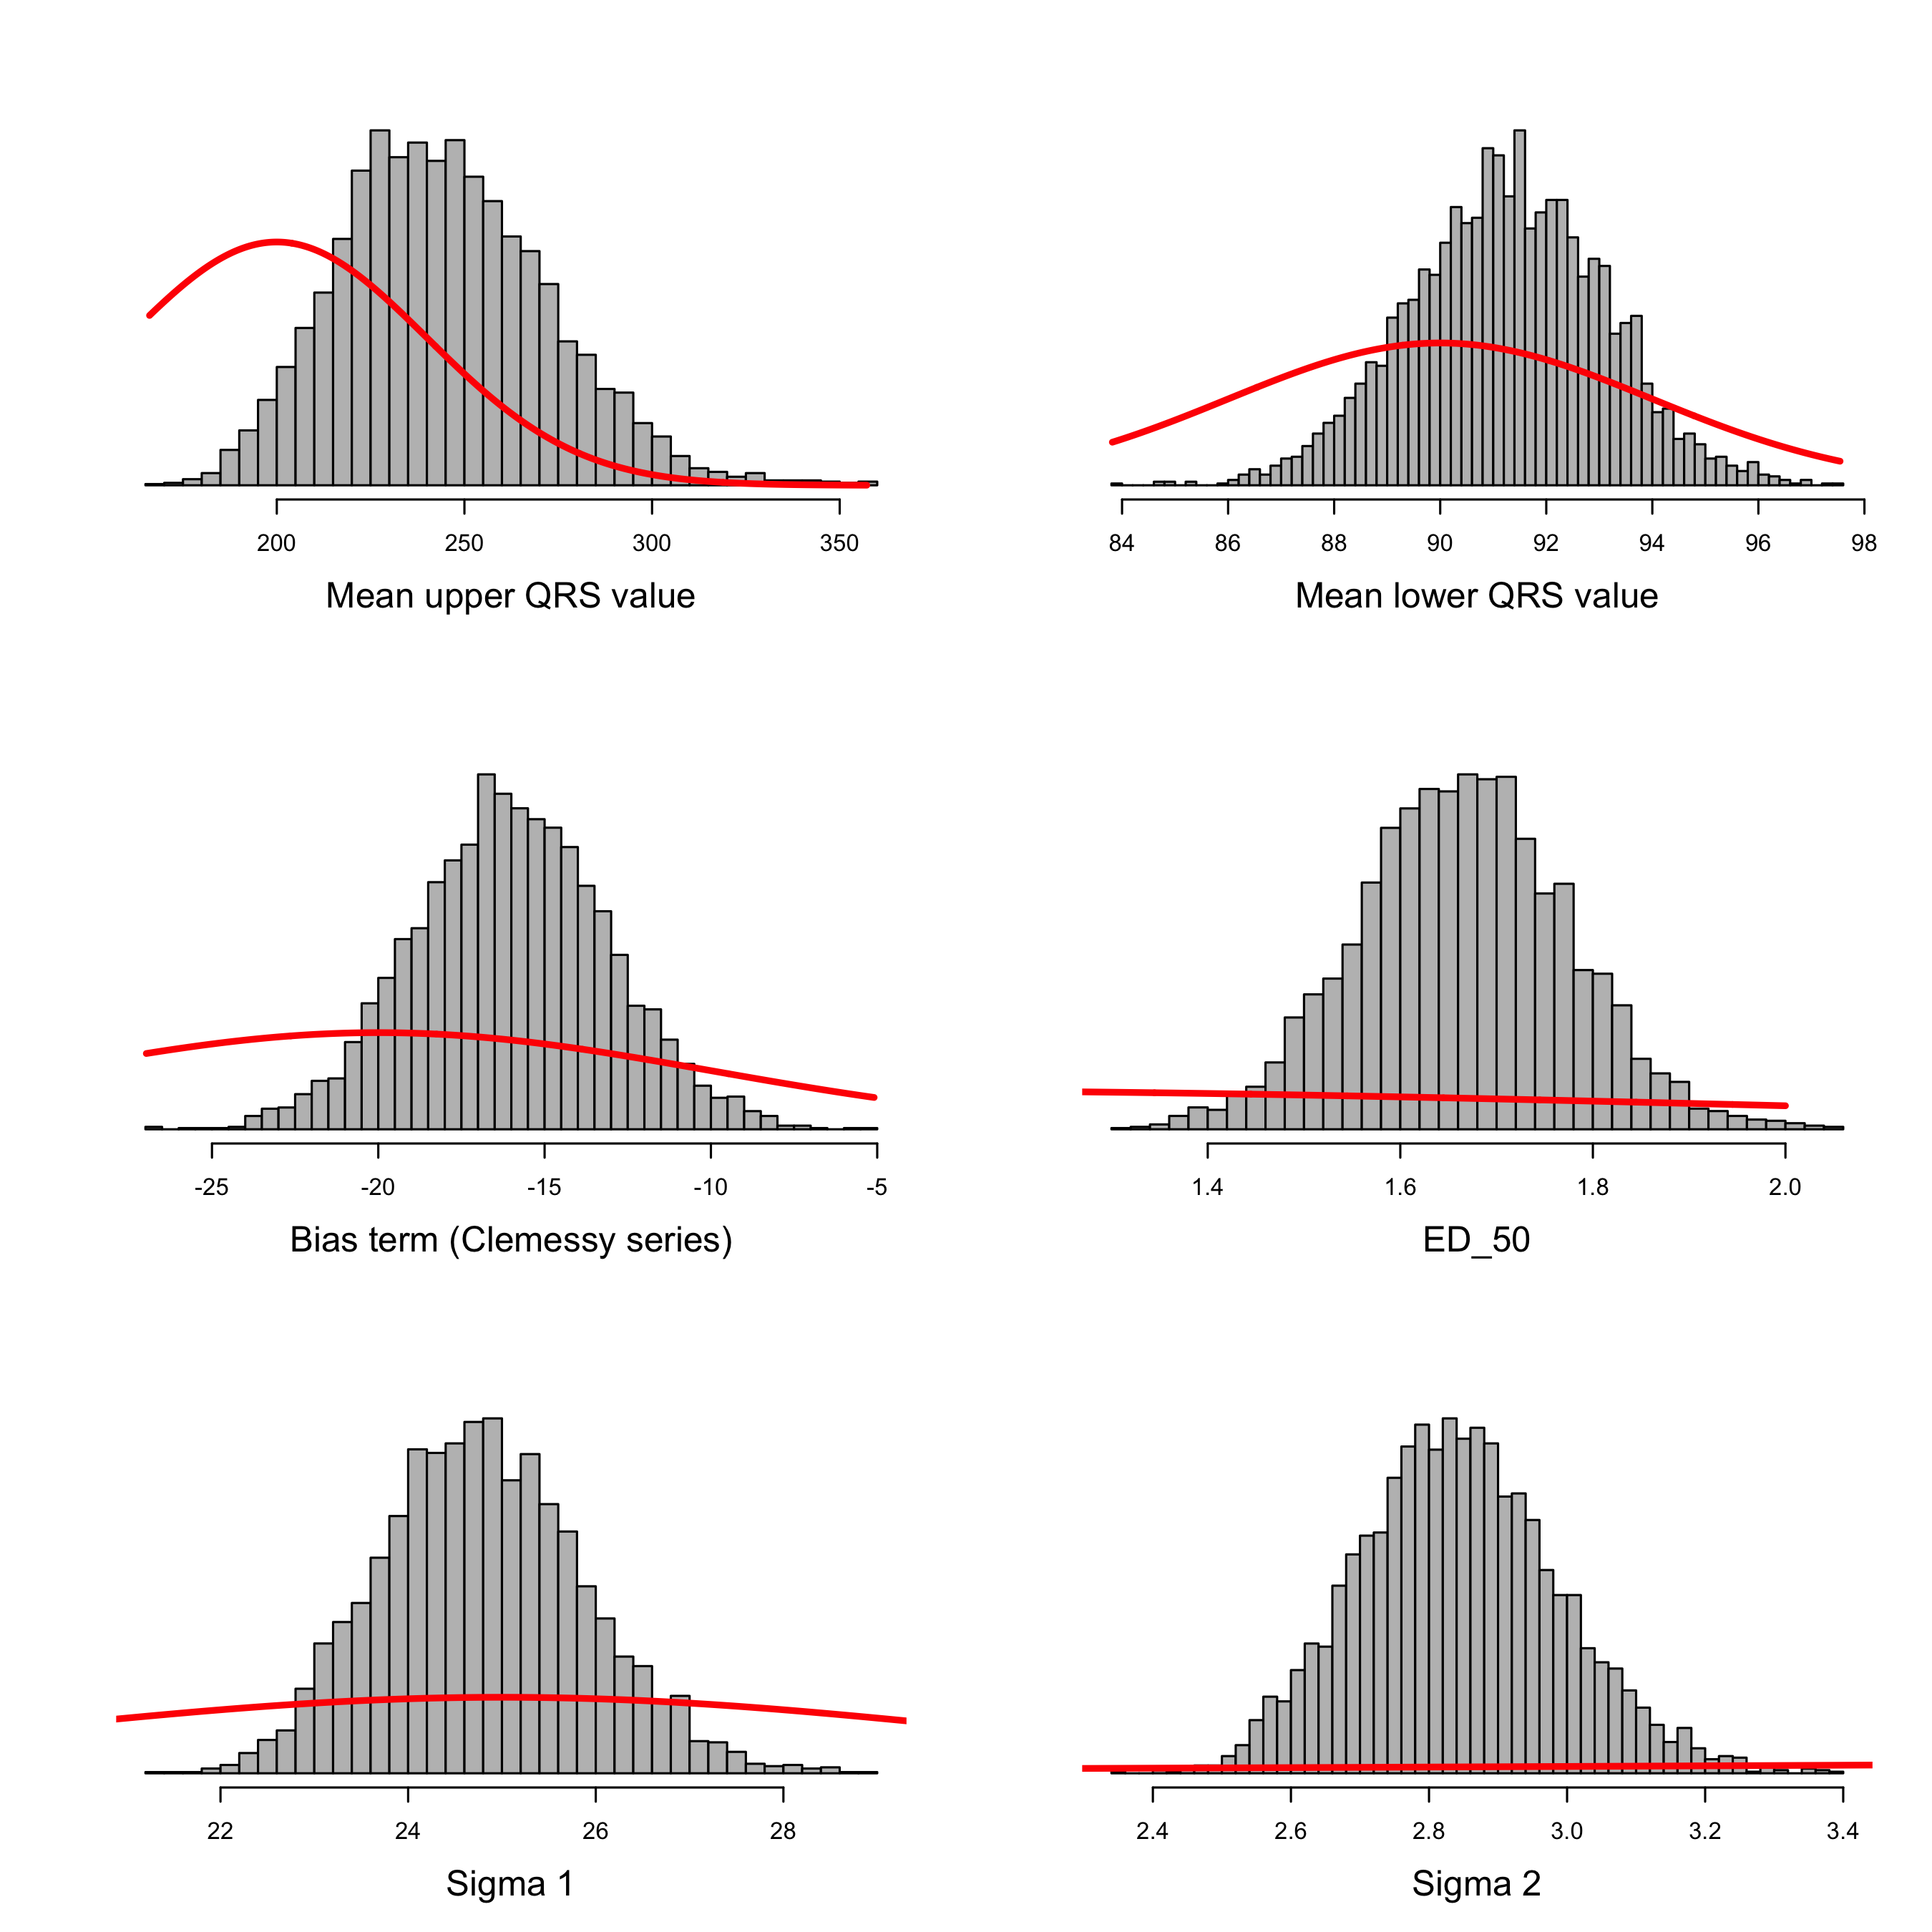 200 250 300 350
Mean upper QRS value
84 86 88 90 92 94 96 98
Mean lower QRS value
-25 -20 -15 -10 -5
Bias term (Clemessy series)
1.4 1.6 1.8 2.0
ED_50
22 24 26 28
Sigma 1
2.4 2.6 2.8 3.0 3.2 3.4
Sigma 2